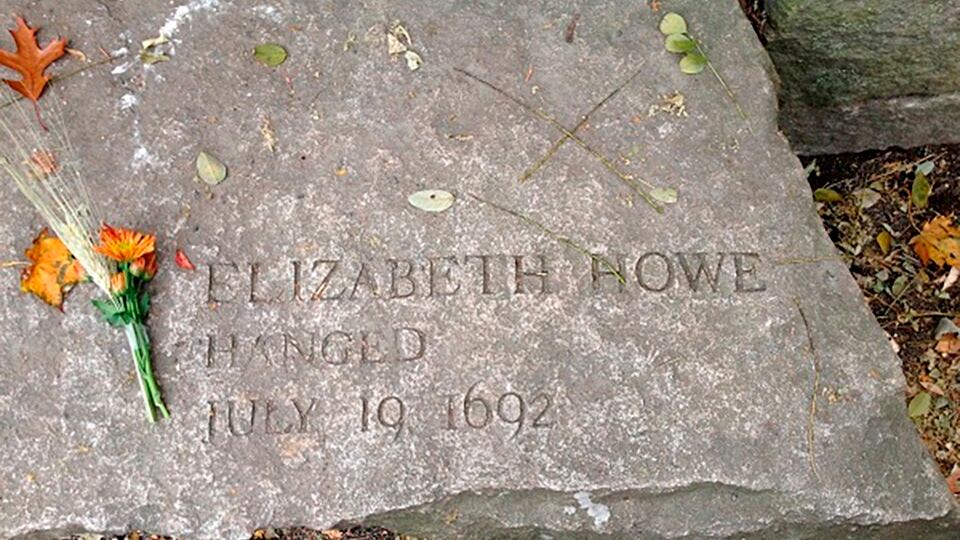 ELIZABETH HOWE
HANGED
JULY 19, 1692